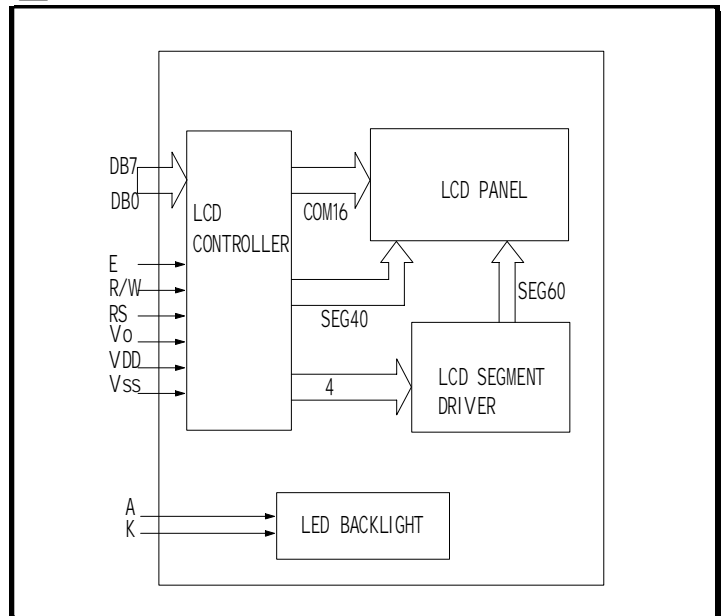 DB7
DB0
E
R/W
RS
Vo
VDD
Vss
A
K
LCD
CONTROLLER
COM16
SEG40
4
LCD PANEL
SEG60
LCD SEGMENT
DRIVER
LED BACKLIGHT